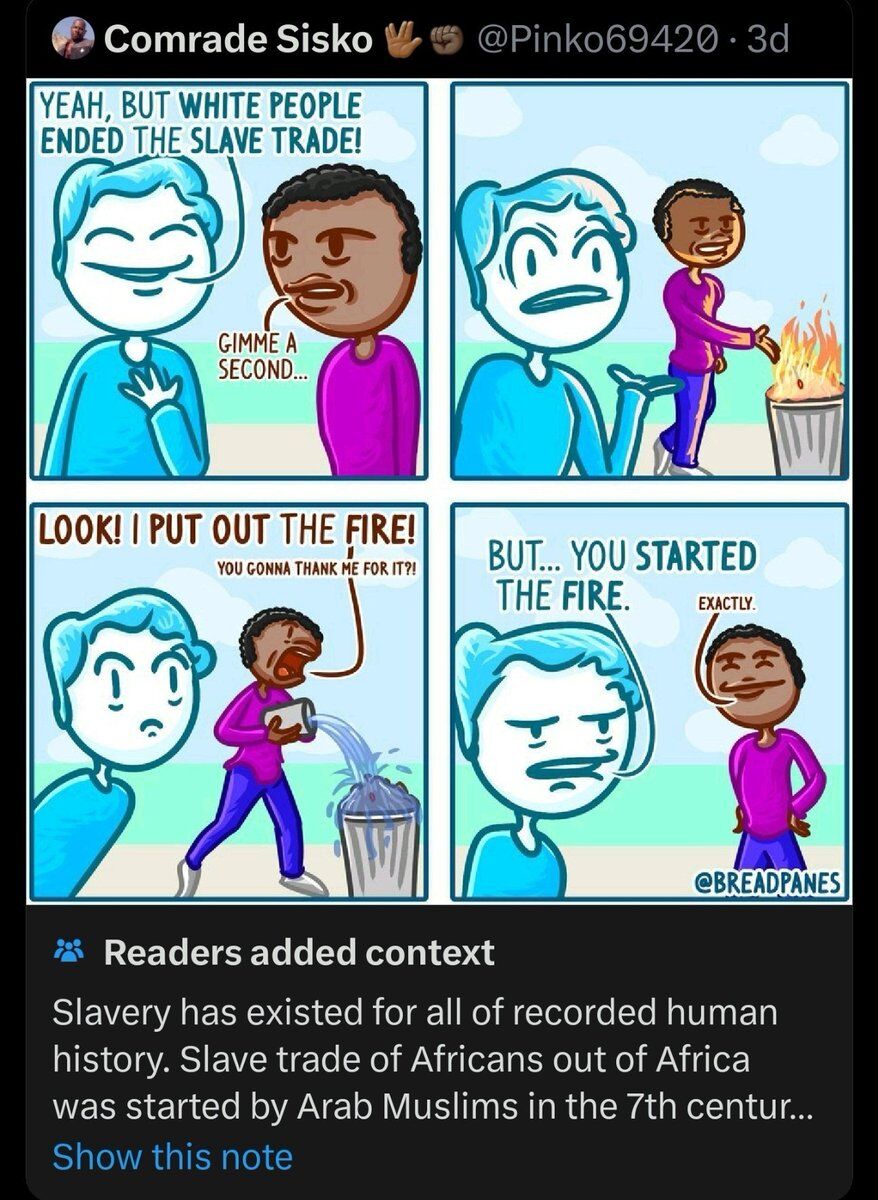 Comrade Sisko 🖖🏾✊🏾 @Pinko69420 · 3d
YEAH, BUT WHITE PEOPLE
ENDED THE SLAVE TRADE!
GIMME A
SECOND...
LOOK! I PUT OUT THE FIRE!
YOU GONNA THANK ME FOR IT?!
BUT... YOU STARTED
THE FIRE.
EXACTLY.
@BREADPANES
Readers added context
Slavery has existed for all of recorded human
history. Slave trade of Africans out of Africa
was started by Arab Muslims in the 7th centur...
Show this note